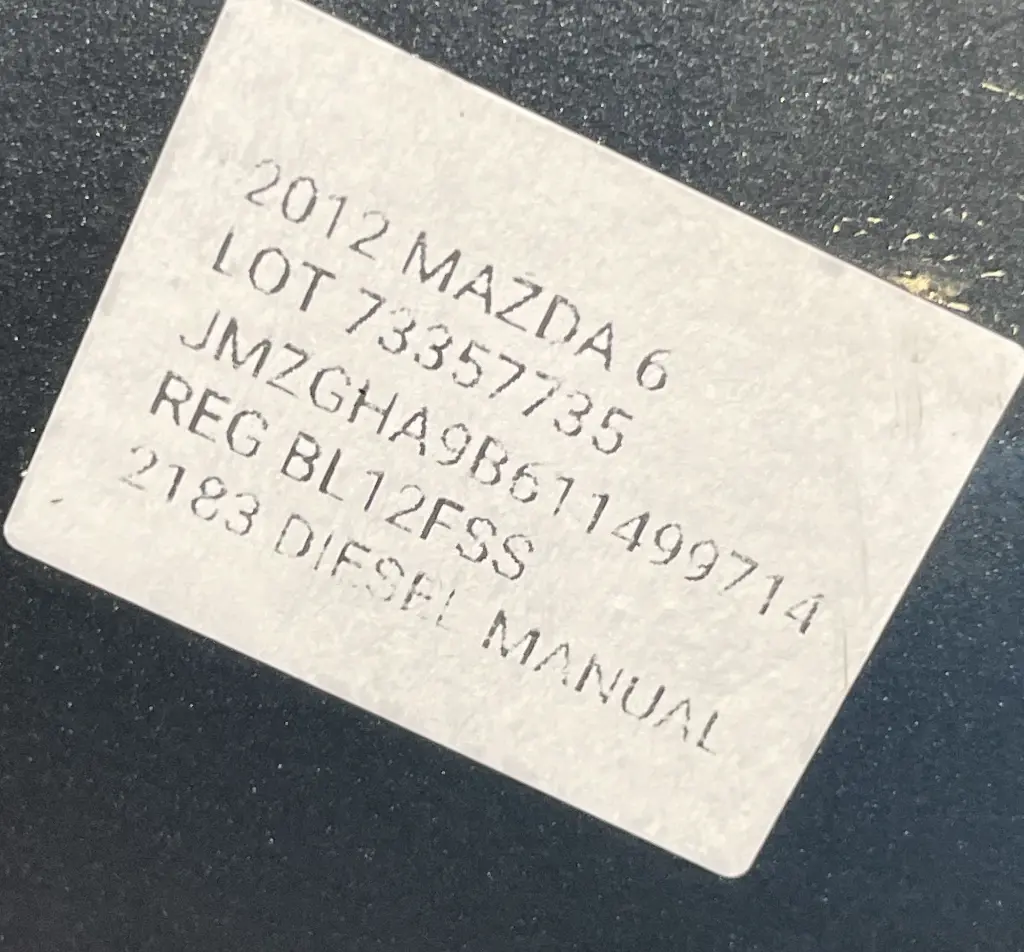 2012 MAZDA 6
LOT 73357735
JMZGHA9B611499714
REG BL12FSS
2183 DIESEL MANUAL